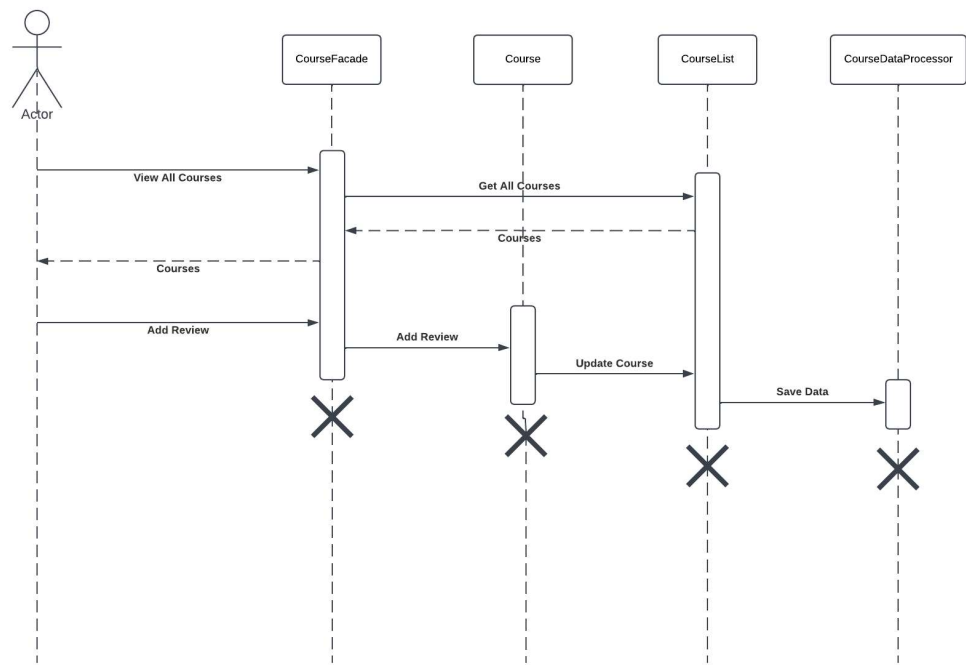 CourseFacade
Course
CourseList
CourseDataProcessor
Actor
View All Courses
Get All Courses
Courses
Courses
Add Review
Add Review
Update Course
Save Data